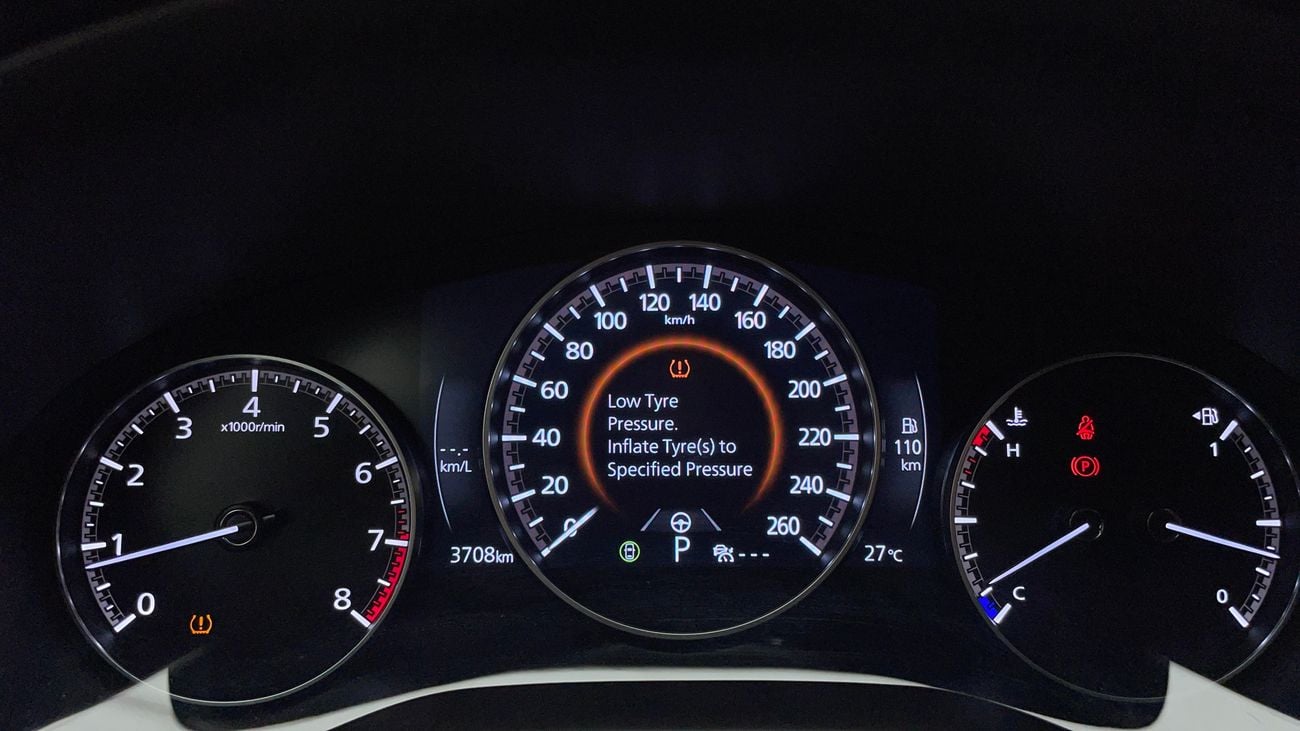 120 140
100 km/h 160
80 180
60 200
40 220
20 240
0 260
Low Tyre
Pressure.
Inflate Tyre(s) to
Specified Pressure
4
x1000r/min
3 5
2 6
1 7
0 8
--.-
km/L
110
km
3708km
P
---
27°C
H
P
C
1
0